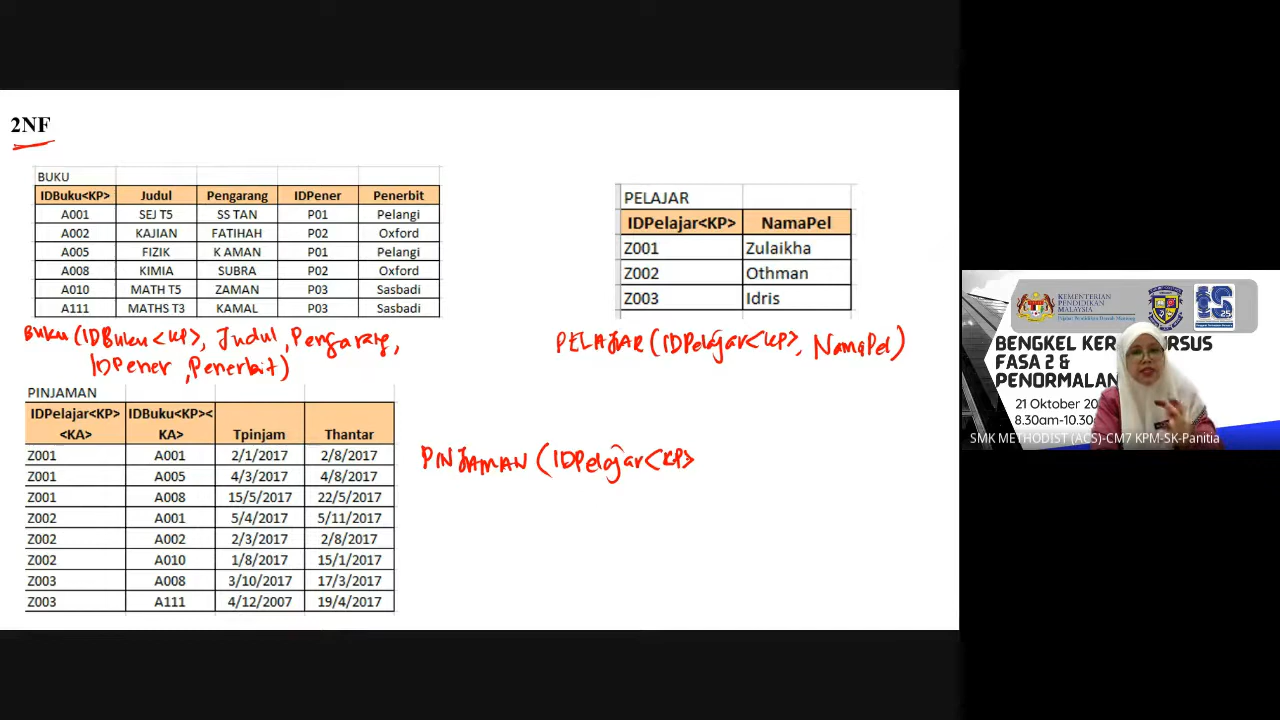 2NF
BUKU
IDBuku<KP> Judul Pengarang IDPener Penerbit
A001 SEJ T5 SS TAN P01 Pelangi
A002 KAJIAN FATIHAH P02 Oxford
A005 FIZIK K AMAN P01 Pelangi
A008 KIMIA SUBRA P02 Oxford
A010 MATH T5 ZAMAN P03 Sasbadi
A111 MATHS T3 KAMAL P03 Sasbadi
BUKU (IDBuku<KP>, Judul, Pengarang,
IDPener, Penerbit)
PELAJAR
IDPelajar<KP> NamaPel
Z001 Zulaikha
Z002 Othman
Z003 Idris
PELAJAR (IDPelajar<KP>, NamaPel)
PINJAMAN
IDPelajar<KP> IDBuku<KP><
<KA> KA> Tpinjam Thantar
Z001 A001 2/1/2017 2/8/2017
Z001 A005 4/3/2017 4/8/2017
Z001 A008 15/5/2017 22/5/2017
Z002 A001 5/4/2017 5/11/2017
Z002 A002 2/3/2017 2/8/2017
Z002 A010 1/8/2017 15/1/2017
Z003 A008 3/10/2017 17/3/2017
Z003 A111 4/12/2007 19/4/2017
PINJAMAN (IDPelajar<KP>
KEMENTERIAN
PENDIDIKAN
MALAYSIA
BENGKEL KER URSUS
FASA 2 &
PENORMALAN
21 Oktober 20
8.30am-10.30
SMK METHODIST (ACS)-CM7 KPM-SK-Panitia